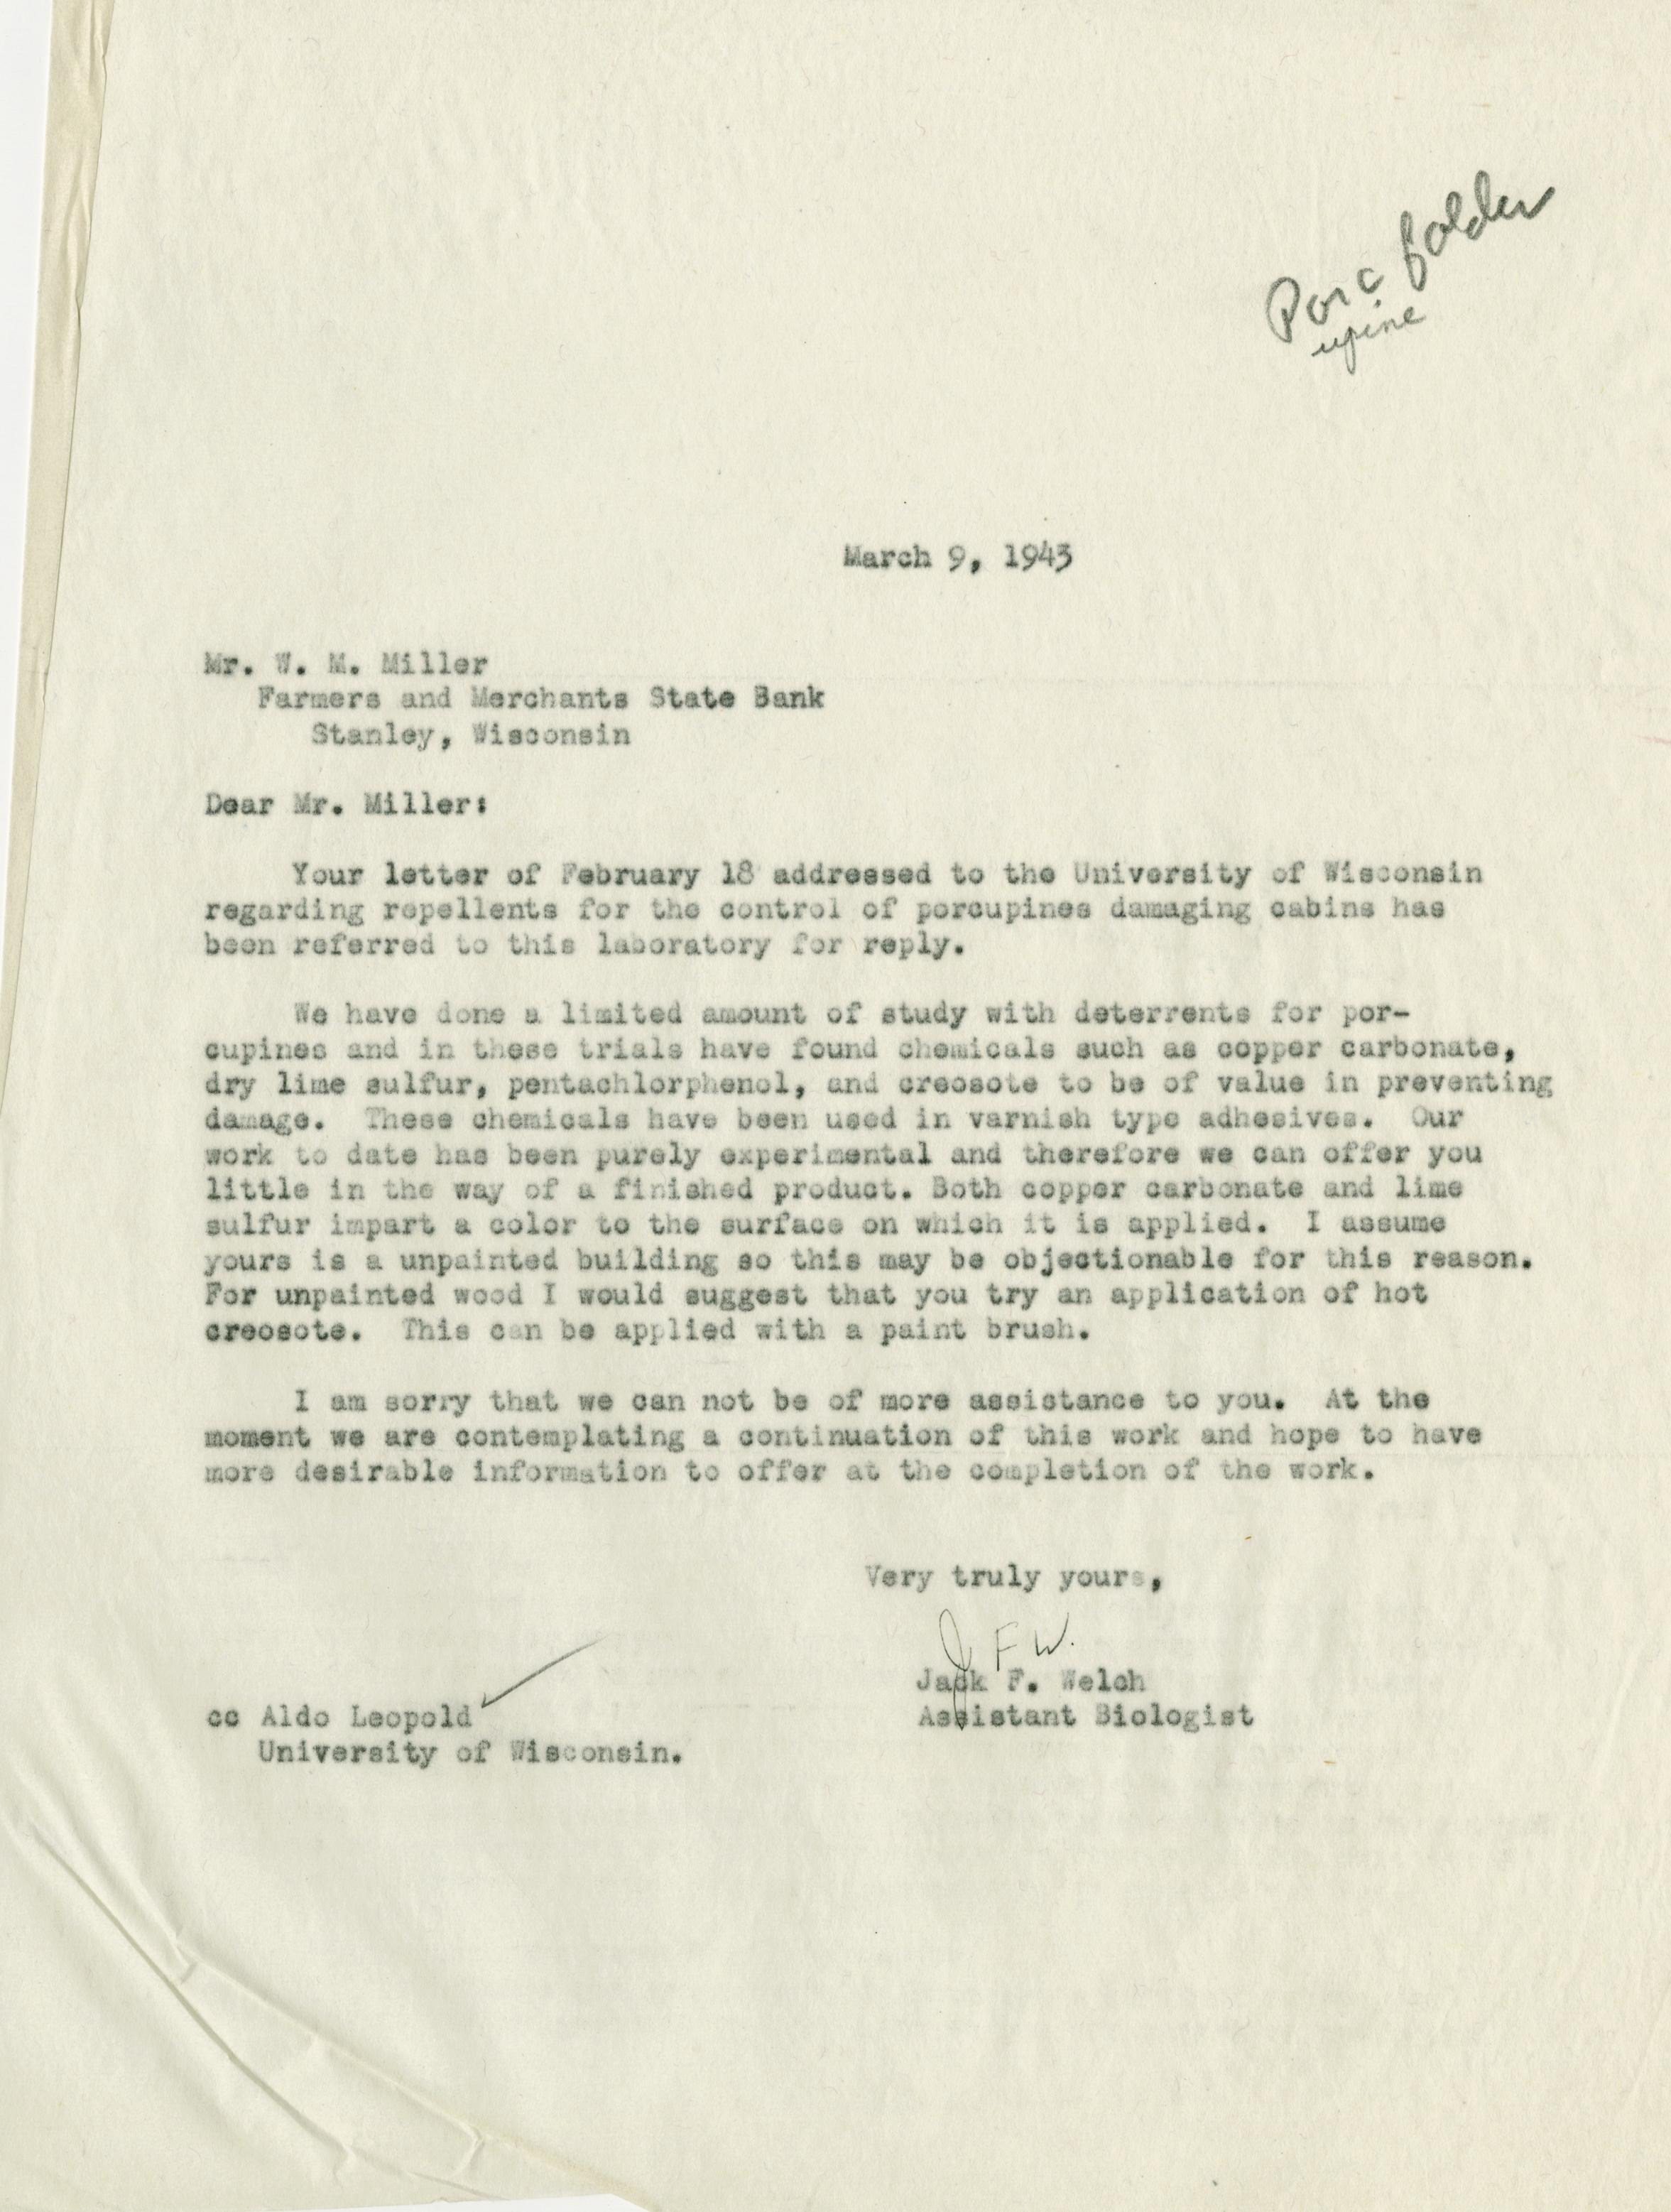 Porc folder
upine
March 9, 1943
Mr. W. M. Miller
Farmers and Merchants State Bank
Stanley, Wisconsin
Dear Mr. Miller:
Your letter of February 18 addressed to the University of Wisconsin
regarding repellents for the control of porcupines damaging cabins has
been referred to this laboratory for reply.
We have done a limited amount of study with deterrents for por-
cupines and in these trials have found chemicals such as copper carbonate,
dry lime sulfur, pentachlorphenol, and creosote to be of value in preventing
damage. These chemicals have been used in varnish type adhesives. Our
work to date has been purely experimental and therefore we can offer you
little in the way of a finished product. Both copper carbonate and lime
sulfur impart a color to the surface on which it is applied. I assume
yours is a unpainted building so this may be objectionable for this reason.
For unpainted wood I would suggest that you try an application of hot
creosote. This can be applied with a paint brush.
I am sorry that we can not be of more assistance to you. At the
moment we are contemplating a continuation of this work and hope to have
more desirable information to offer at the completion of the work.
Very truly yours,
J F W.
Jack F. Welch
Assistant Biologist
cc Aldo Leopold
University of Wisconsin.